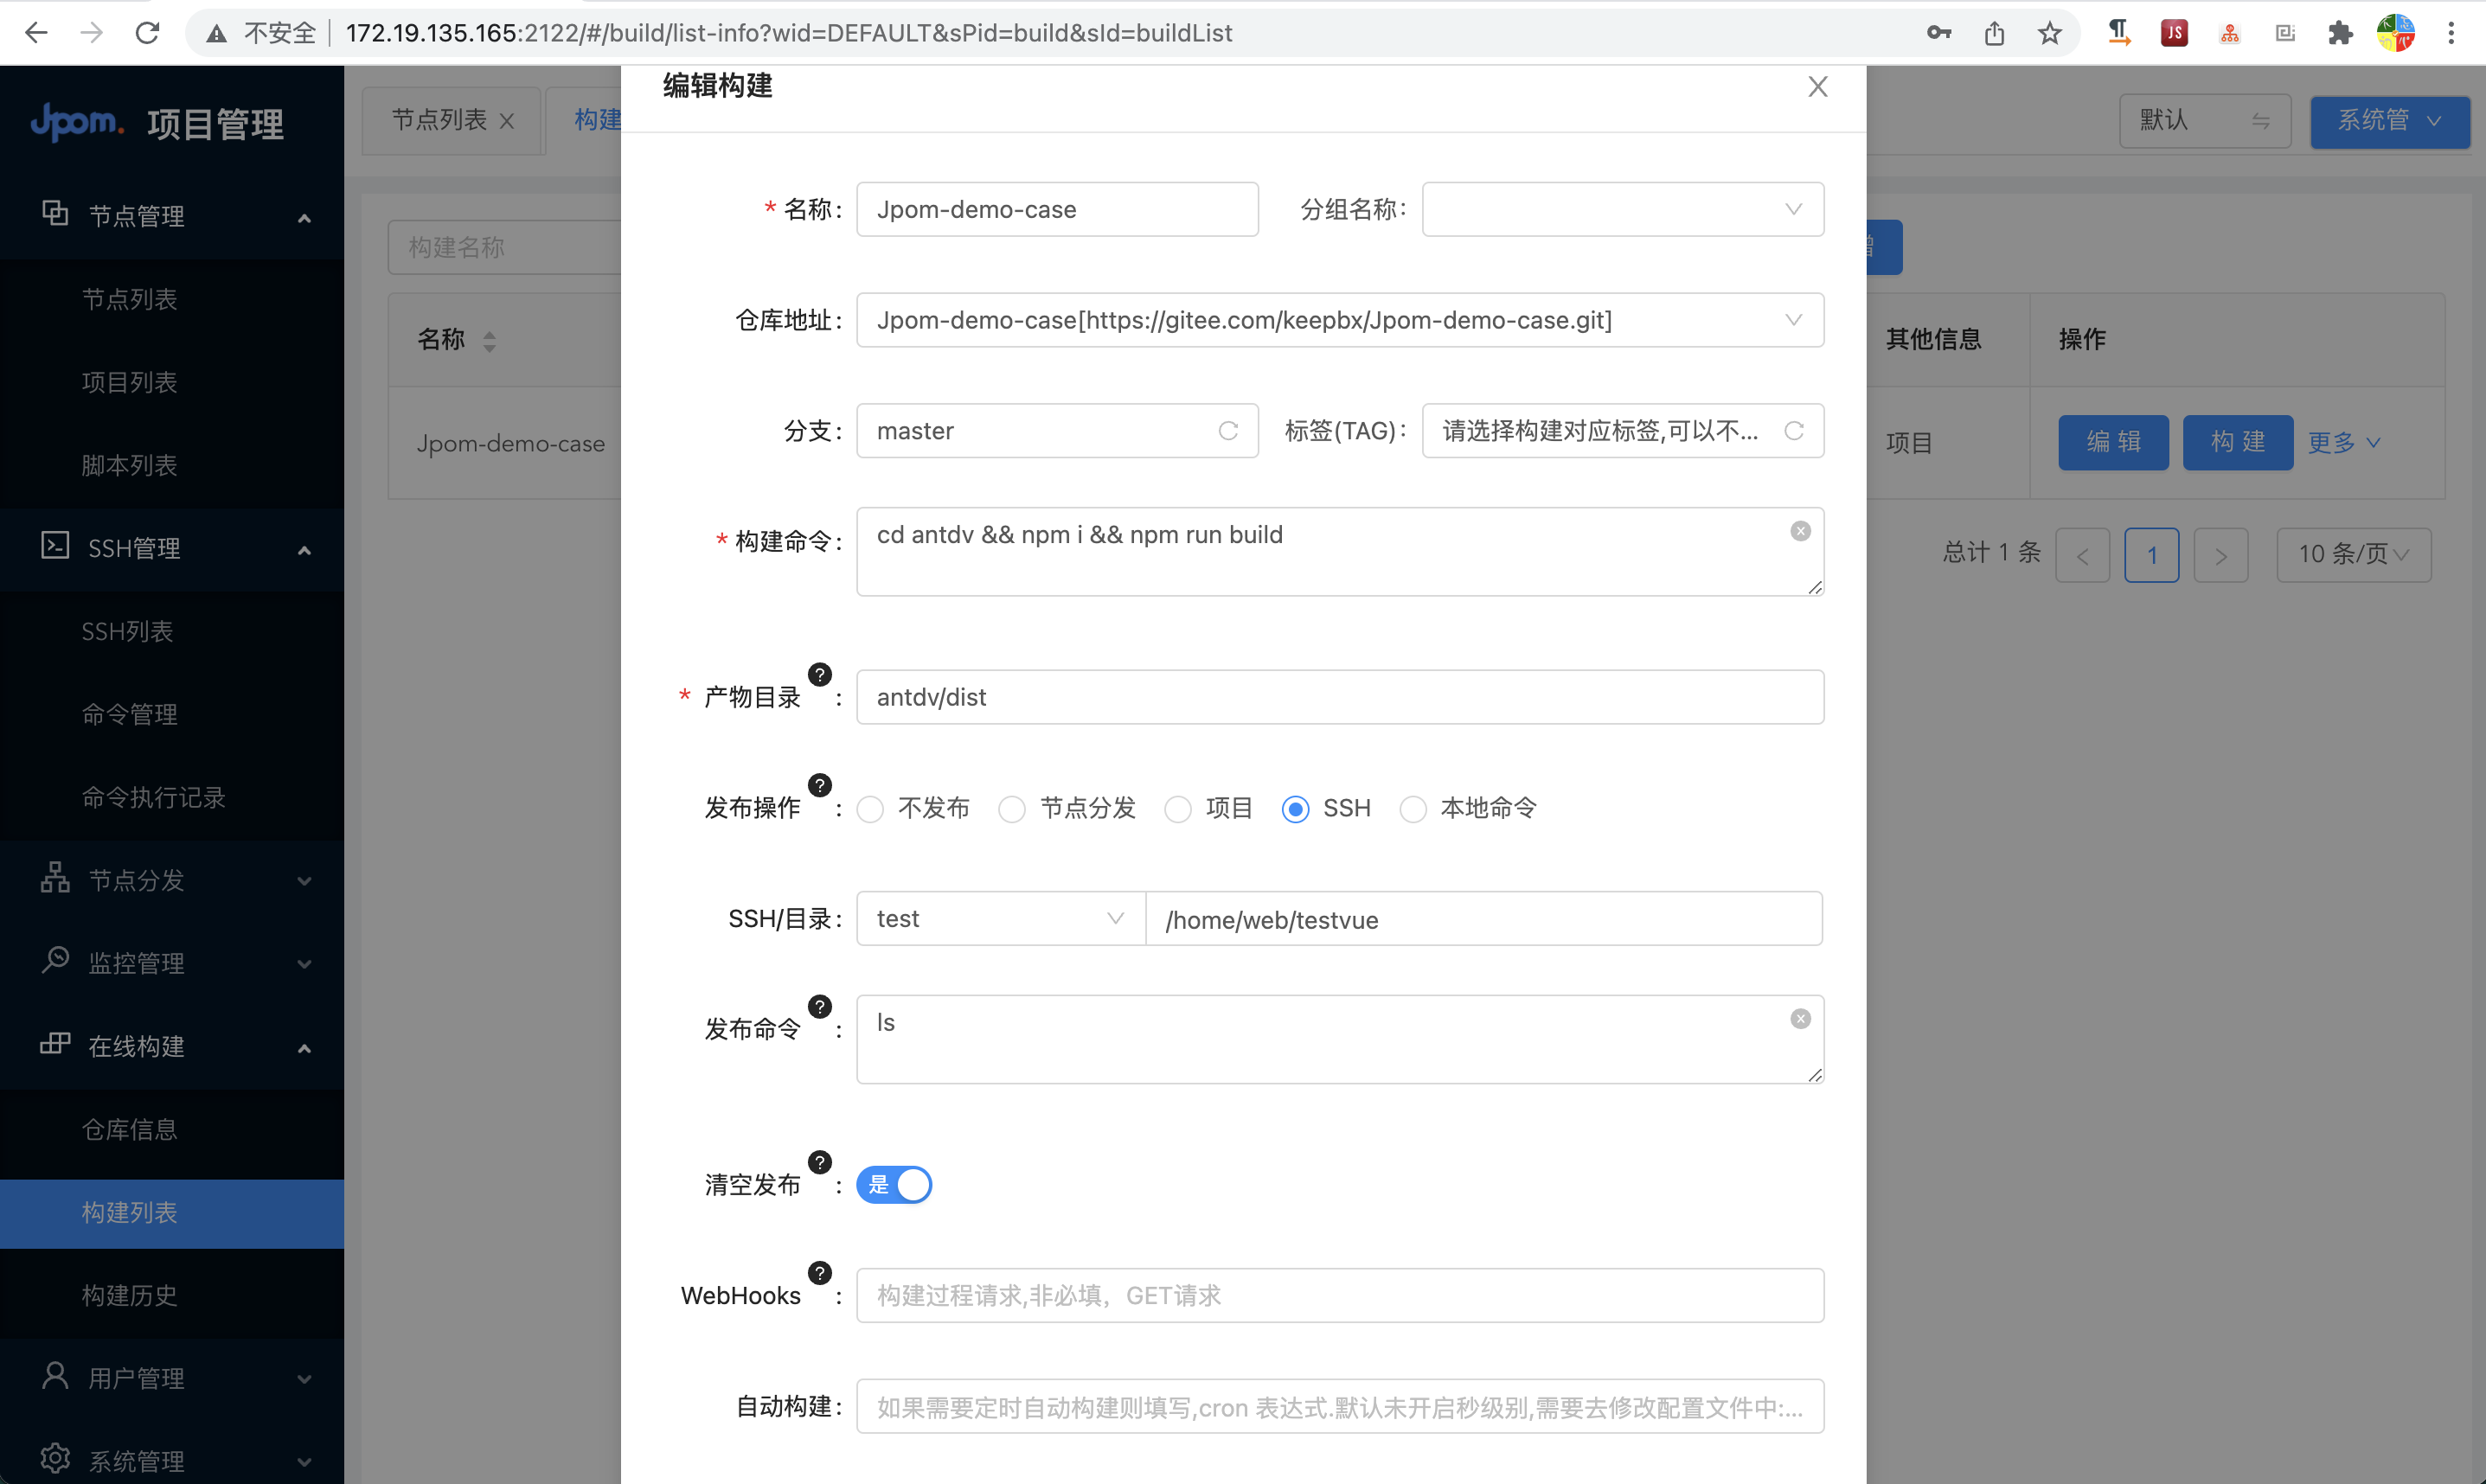 不安全 172.19.135.165:2122/#/build/list-info?wid=DEFAULT&sPid=build&sId=buildList
JS
Jpom. 项目管理
节点管理
节点列表
项目列表
脚本列表
SSH管理
SSH列表
命令管理
命令执行记录
节点分发
监控管理
在线构建
仓库信息
构建列表
构建历史
用户管理
系统管理
节点列表
构建
默认
系统管
构建名称
名称
其他信息
操作
Jpom-demo-case
项目
编辑
构建
更多
总计 1 条
1
10 条/页
编辑构建
* 名称: Jpom-demo-case
分组名称:
仓库地址: Jpom-demo-case[https://gitee.com/keepbx/Jpom-demo-case.git]
分支: master
标签(TAG): 请选择构建对应标签,可以不...
* 构建命令: cd antdv && npm i && npm run build
* 产物目录 ? : antdv/dist
发布操作 ? : 不发布 节点分发 项目 SSH 本地命令
SSH/目录: test /home/web/testvue
发布命令 ? : ls
清空发布 ? : 是
WebHooks ? : 构建过程请求,非必填，GET请求
自动构建: 如果需要定时自动构建则填写,cron 表达式.默认未开启秒级别,需要去修改配置文件中:...